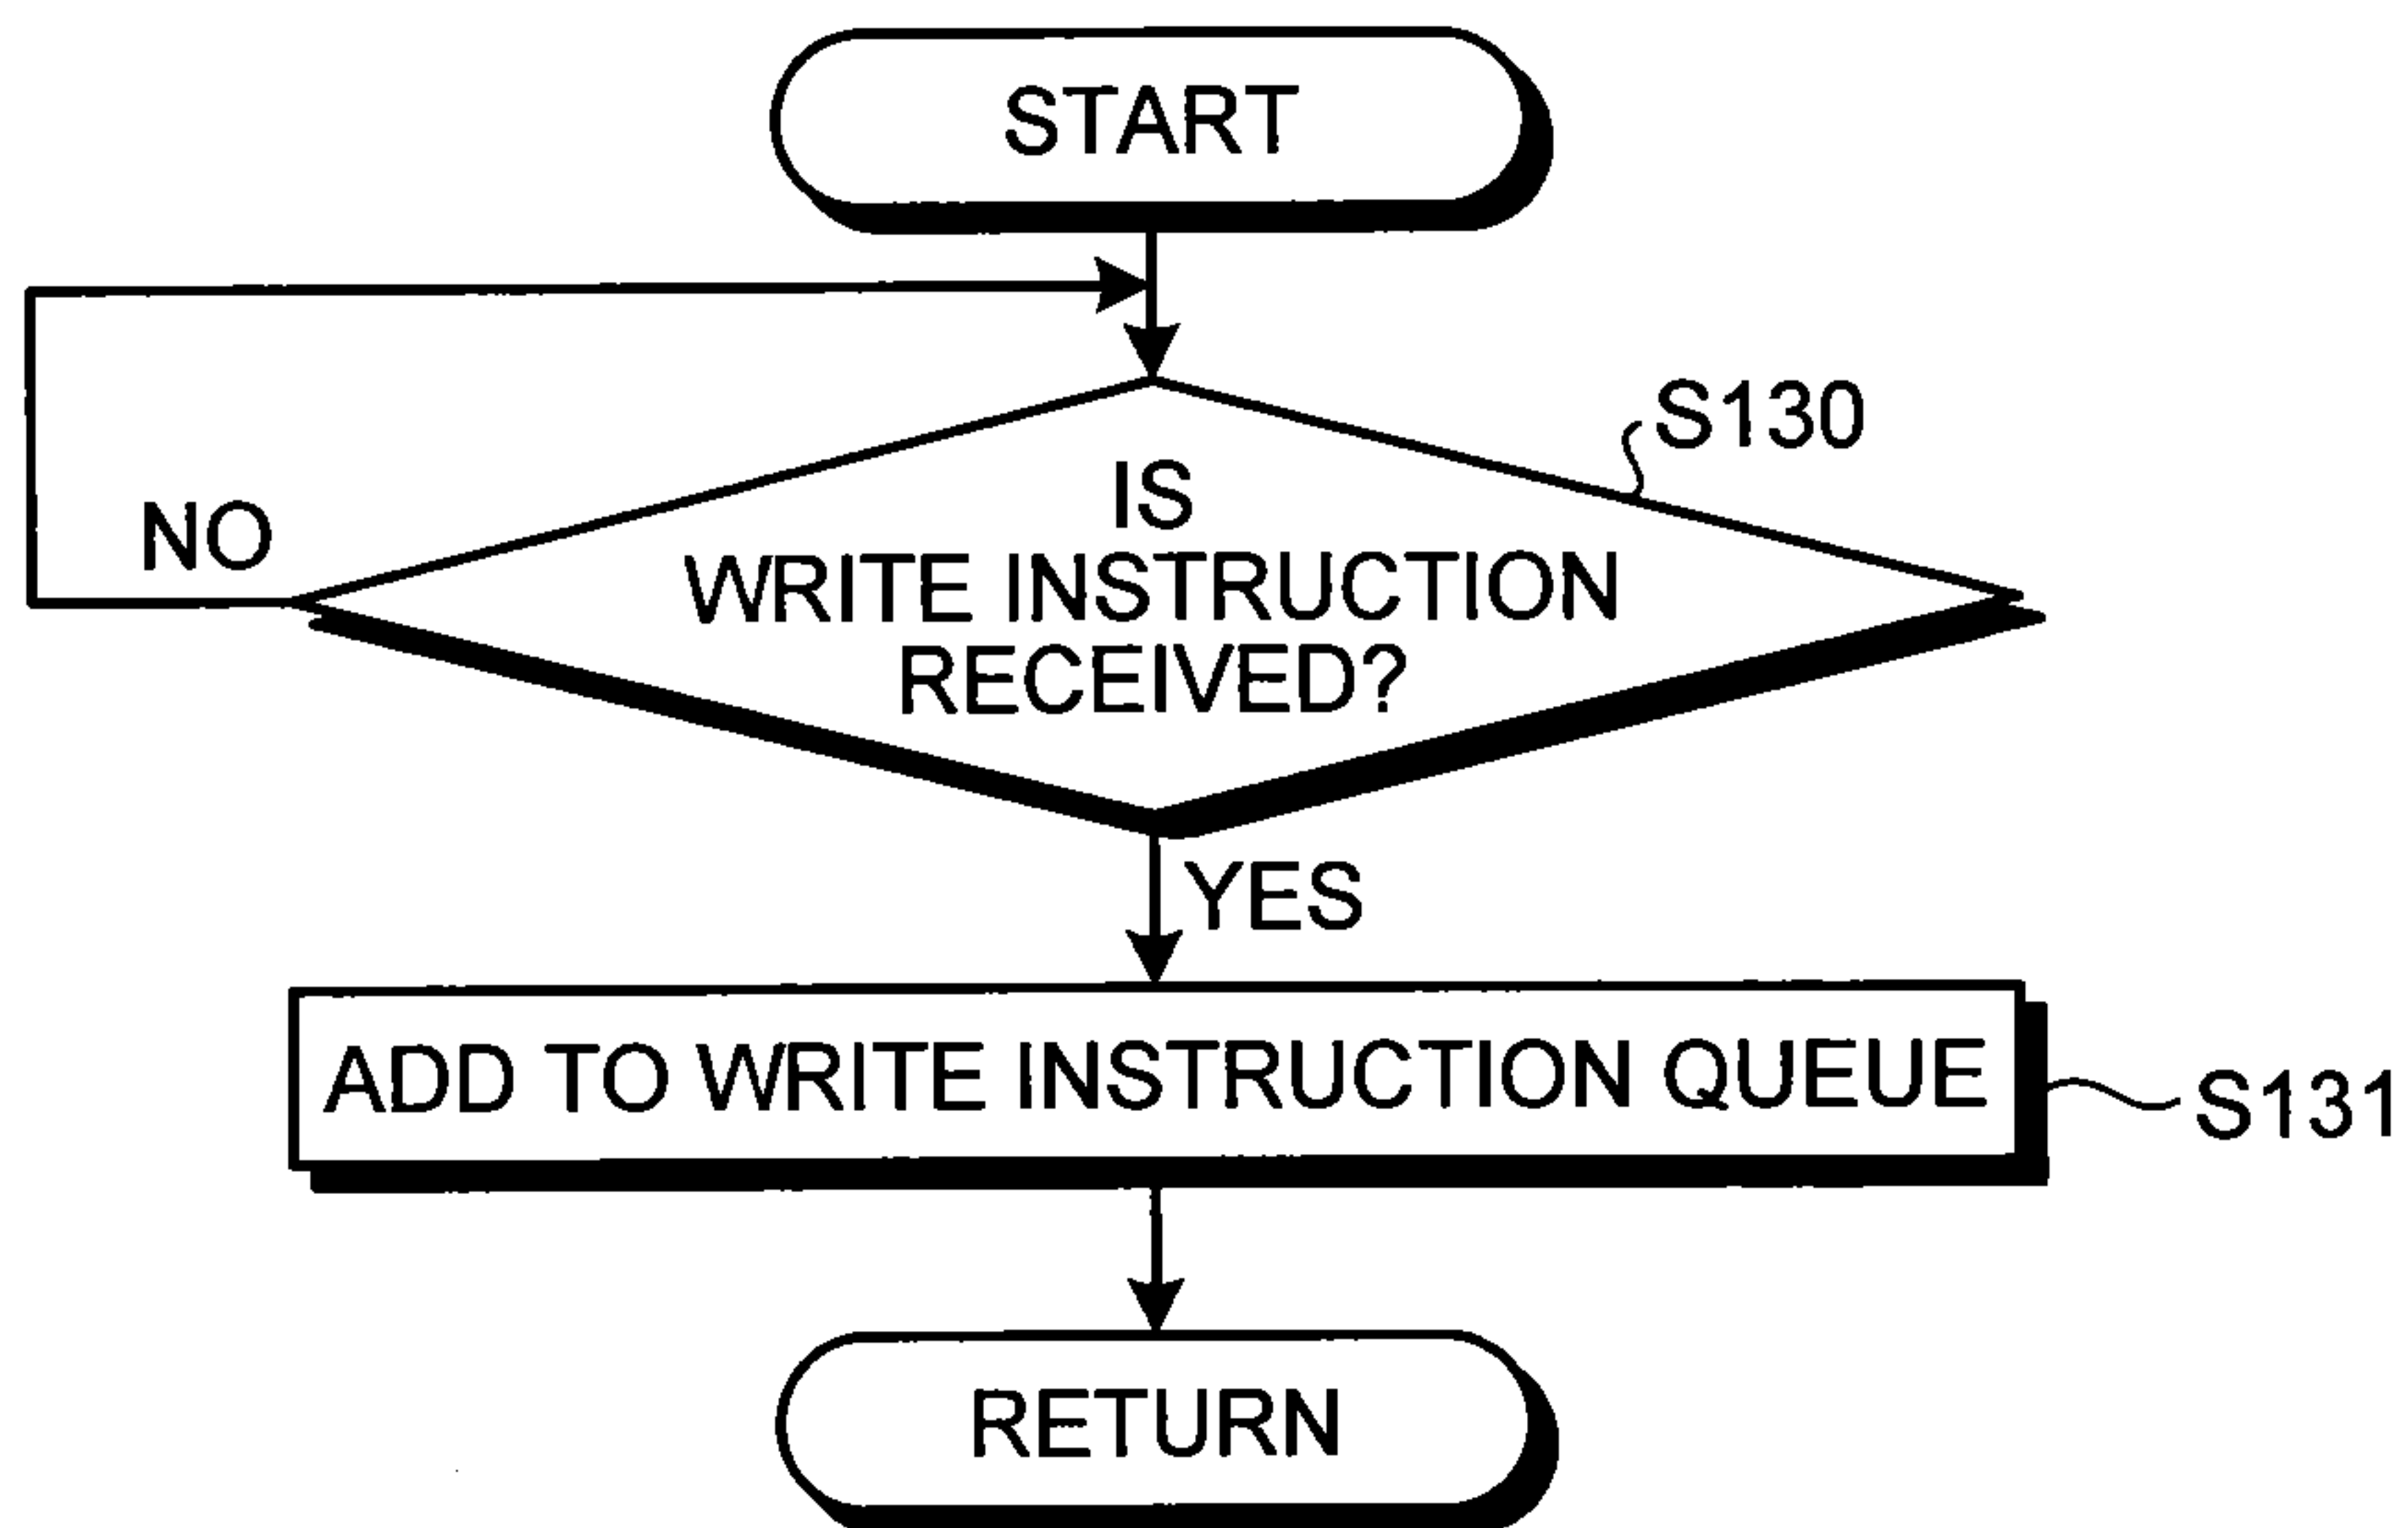 START
S130
NO
IS
WRITE INSTRUCTION
RECEIVED?
YES
ADD TO WRITE INSTRUCTION QUEUE
S131
RETURN